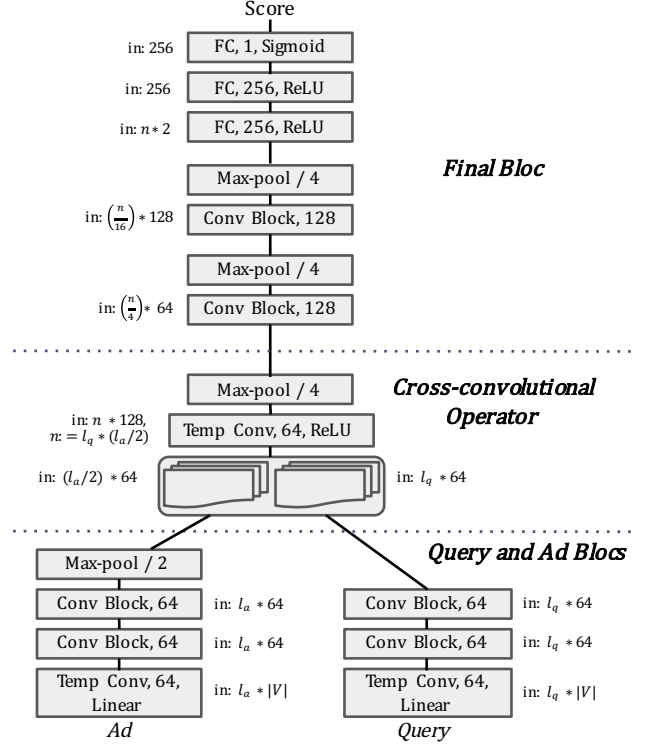 Score
in: 256
FC, 1, Sigmoid
in: 256
FC, 256, ReLU
in: n * 2
FC, 256, ReLU
Final Bloc
Max-pool / 4
in: (n/16) * 128
Conv Block, 128
Max-pool / 4
in: (n/4) * 64
Conv Block, 128
Cross-convolutional
Operator
Max-pool / 4
in: n * 128,
n: = l_q * (l_a/2)
Temp Conv, 64, ReLU
in: (l_a/2) * 64
in: l_q * 64
Query and Ad Blocs
Max-pool / 2
Conv Block, 64
in: l_a * 64
Conv Block, 64
in: l_q * 64
Conv Block, 64
in: l_a * 64
Conv Block, 64
in: l_q * 64
Temp Conv, 64,
Linear
in: l_a * |V|
Temp Conv, 64,
Linear
in: l_q * |V|
Ad
Query